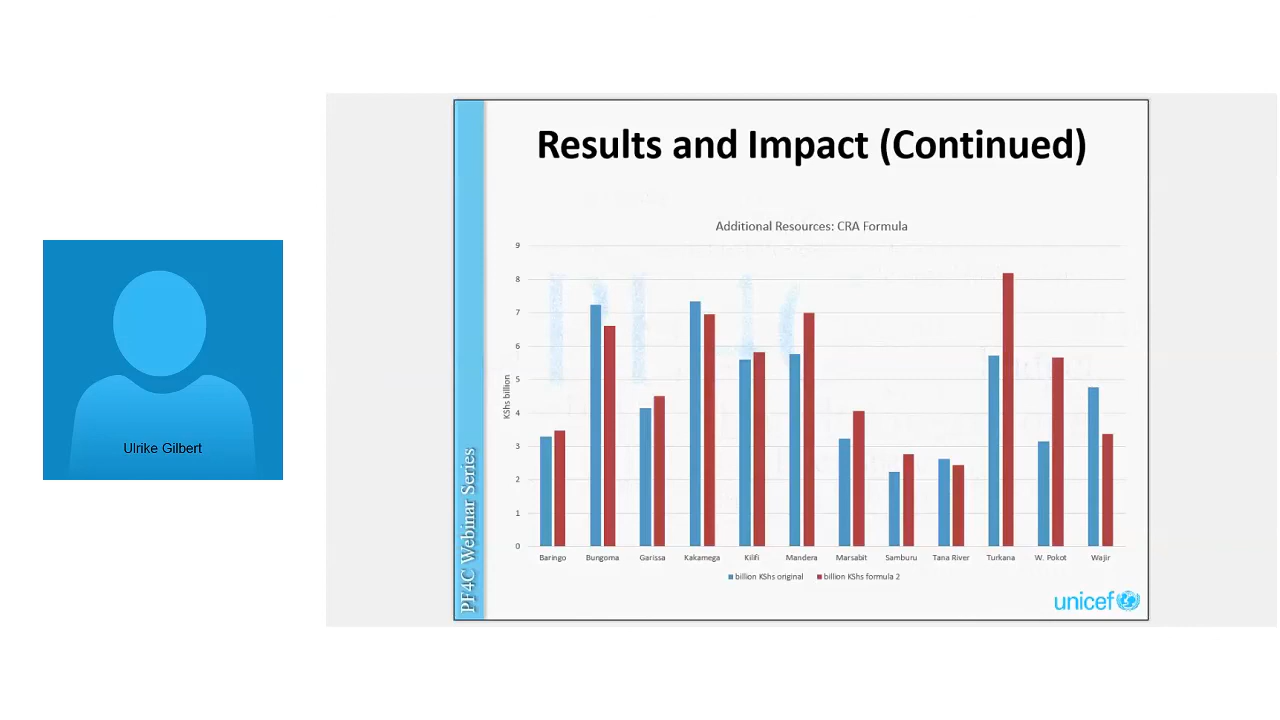 Results and Impact (Continued)
Additional Resources: CRA Formula
9
8
7
6
5
4
3
2
1
0
KShs billion
Baringo Bungoma Garissa Kakamega Kilifi Mandera Marsabit Samburu Tana River Turkana W. Pokot Wajir
billion KShs original billion KShs formula 2
PF4C Webinar Series
unicef
Ulrike Gilbert